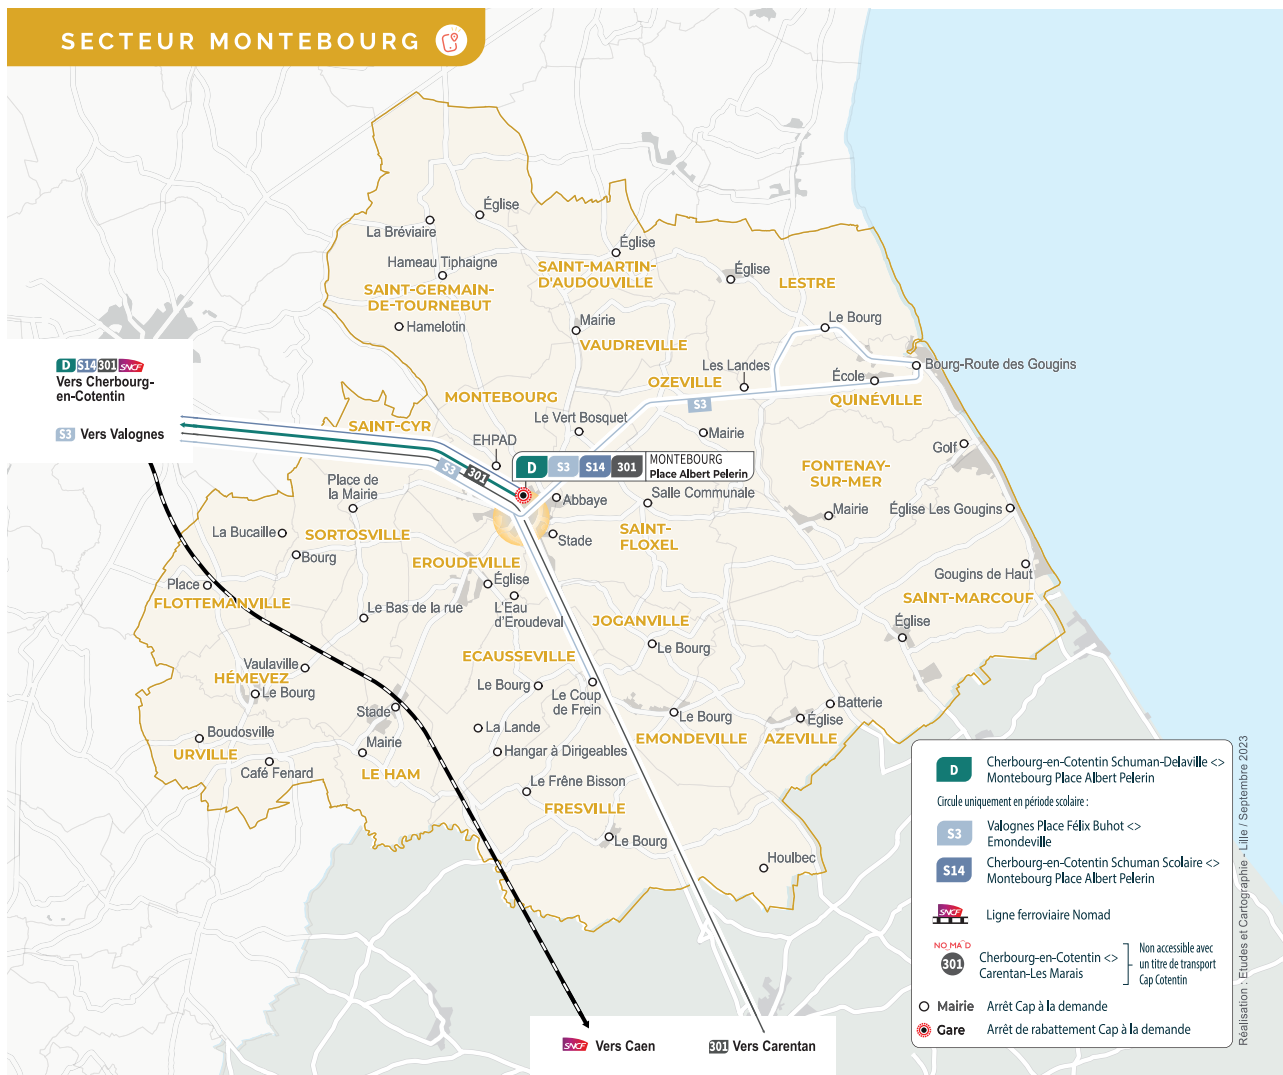 SECTEUR MONTEBOURG
Église
La Bréviaire
Église
Hameau Tiphaigne
SAINT-MARTIN-
D'AUDOUVILLE
Église
LESTRE
SAINT-GERMAIN-
DE-TOURNEBUT
Hamelotin
Mairie
Le Bourg
VAUDREVILLE
D S14 301 SNCF
Vers Cherbourg-
en-Cotentin
Les Landes
Bourg-Route des Gougins
OZEVILLE
École
MONTEBOURG
QUINÉVILLE
S3
S3 Vers Valognes
SAINT-CYR
Le Vert Bosquet
Mairie
EHPAD
Golf
S3
301
D S3 S14 301
MONTEBOURG
Place Albert Pelerin
FONTENAY-
SUR-MER
Place de
la Mairie
Abbaye
Salle Communale
Mairie
Église Les Gougins
La Bucaille
SORTOSVILLE
SAINT-
FLOXEL
Stade
Bourg
EROUDEVILLE
Gougins de Haut
Place
Église
FLOTTEMANVILLE
SAINT-MARCOUF
Le Bas de la rue
L'Eau
d'Eroudeval
JOGANVILLE
Église
Le Bourg
ECAUSSEVILLE
Vaulaville
HÉMEVEZ
Le Bourg
Le Bourg
Le Coup
de Frein
Stade
Batterie
Le Bourg
Église
La Lande
Boudosville
EMONDEVILLE
AZEVILLE
Mairie
Hangar à Dirigeables
URVILLE
Café Fenard
LE HAM
Le Frêne Bisson
FRESVILLE
Le Bourg
Houlbec
D
Cherbourg-en-Cotentin Schuman-Delaville <>
Montebourg Place Albert Pelerin
Circule uniquement en période scolaire :
S3
Valognes Place Félix Buhot <>
Emondeville
S14
Cherbourg-en-Cotentin Schuman Scolaire <>
Montebourg Place Albert Pelerin
SNCF
Ligne ferroviaire Nomad
NOMAD
301
Cherbourg-en-Cotentin <>
Carentan-Les Marais
Non accessible avec
un titre de transport
Cap Cotentin
Mairie Arrêt Cap à la demande
Gare Arrêt de rabattement Cap à la demande
SNCF Vers Caen
301 Vers Carentan
Réalisation : Etudes et Cartographie - Lille / Septembre 2023